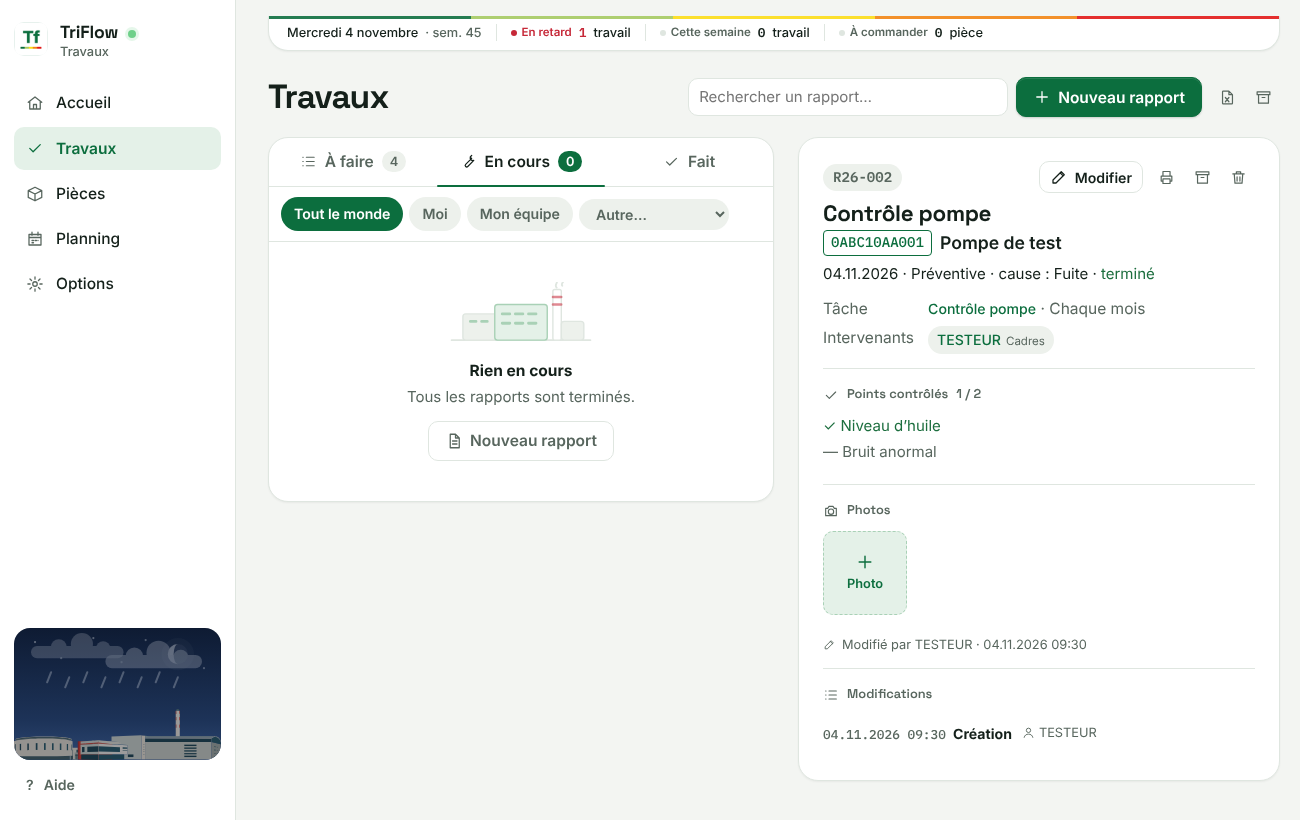 Tf TriFlow
Travaux
Accueil
Travaux
Pièces
Planning
Options
? Aide
Mercredi 4 novembre · sem. 45 En retard 1 travail Cette semaine 0 travail À commander 0 pièce
Travaux
Rechercher un rapport...
+ Nouveau rapport
À faire 4 En cours 0 Fait
Tout le monde Moi Mon équipe Autre...
Rien en cours
Tous les rapports sont terminés.
Nouveau rapport
R26-002 Modifier
Contrôle pompe
0ABC10AA001 Pompe de test
04.11.2026 · Préventive · cause : Fuite · terminé
Tâche Contrôle pompe · Chaque mois
Intervenants TESTEUR Cadres
Points contrôlés 1 / 2
✓ Niveau d’huile
— Bruit anormal
Photos
+
Photo
Modifié par TESTEUR · 04.11.2026 09:30
Modifications
04.11.2026 09:30 Création TESTEUR